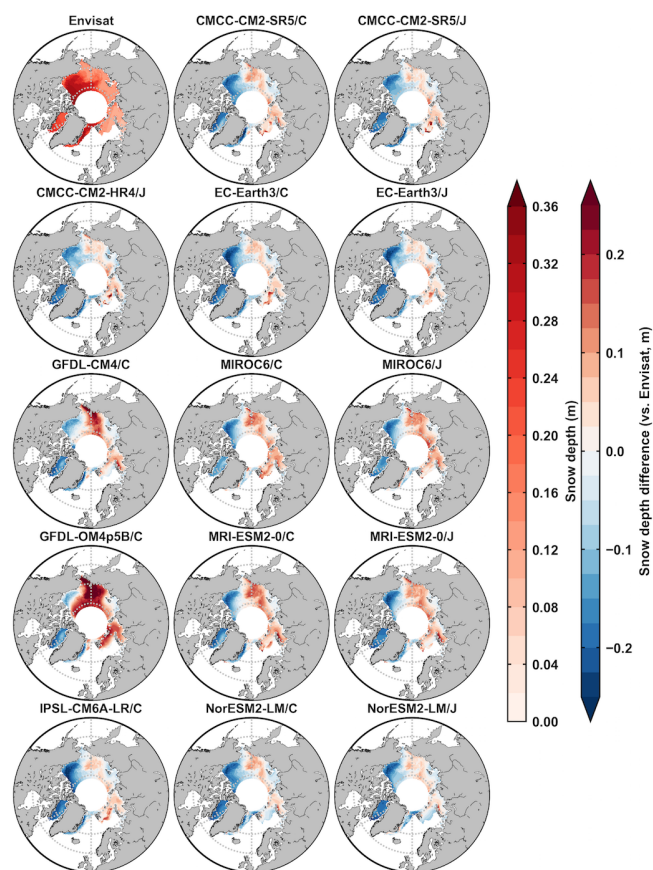 Envisat
CMCC-CM2-SR5/C
CMCC-CM2-SR5/J
CMCC-CM2-HR4/J
EC-Earth3/C
EC-Earth3/J
GFDL-CM4/C
MIROC6/C
MIROC6/J
GFDL-OM4p5B/C
MRI-ESM2-0/C
MRI-ESM2-0/J
IPSL-CM6A-LR/C
NorESM2-LM/C
NorESM2-LM/J
0.36
0.32
0.28
0.24
0.20
0.16
0.12
0.08
0.04
0.00
Snow depth (m)
0.2
0.1
0.0
−0.1
−0.2
Snow depth difference (vs. Envisat, m)